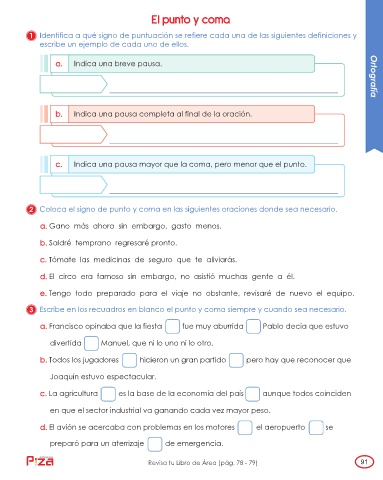 El punto y coma
1 Identifica a qué signo de puntuación se refiere cada una de las siguientes definiciones y
escribe un ejemplo de cada uno de ellos.
a. Indica una breve pausa.
b. Indica una pausa completa al final de la oración.
c. Indica una pausa mayor que la coma, pero menor que el punto.
Ortografía
2 Coloca el signo de punto y coma en las siguientes oraciones donde sea necesario.
a. Gano más ahora sin embargo, gasto menos.
b. Saldré temprano regresaré pronto.
c. Tómate las medicinas de seguro que te aliviarás.
d. El circo era famoso sin embargo, no asistió muchas gente a él.
e. Tengo todo preparado para el viaje no obstante, revisaré de nuevo el equipo.
3 Escribe en los recuadros en blanco el punto y coma siempre y cuando sea necesario.
a. Francisco opinaba que la fiesta fue muy aburrida Pablo decía que estuvo
divertida Manuel, que ni lo uno ni lo otro.
b. Todos los jugadores hicieron un gran partido pero hay que reconocer que
Joaquín estuvo espectacular.
c. La agricultura es la base de la economía del país aunque todos coinciden
en que el sector industrial va ganando cada vez mayor peso.
d. El avión se acercaba con problemas en los motores el aeropuerto se
preparó para un aterrizaje de emergencia.
Revisa tu Libro de Área (pág. 78 - 79)
91